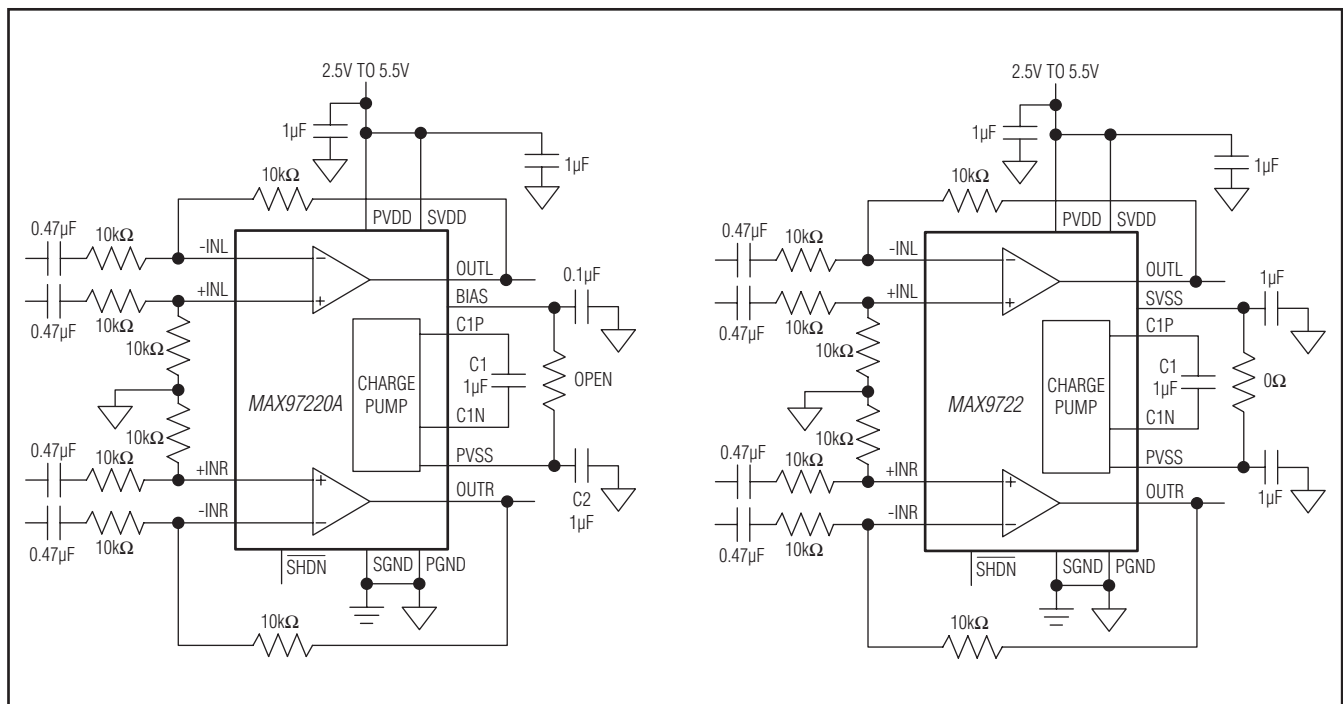 2.5V TO 5.5V
1µF
1µF
10kΩ
PVDD
SVDD
0.47µF
10kΩ
-INL
OUTL
0.1µF
BIAS
+INL
0.47µF
10kΩ
C1P
10kΩ
CHARGE
PUMP
C1
1µF
OPEN
MAX97220A
C1N
10kΩ
0.47µF
10kΩ
+INR
PVSS
OUTR
C2
1µF
-INR
0.47µF
10kΩ
SHDN
SGND
PGND
10kΩ
2.5V TO 5.5V
1µF
1µF
10kΩ
PVDD
SVDD
0.47µF
10kΩ
-INL
OUTL
1µF
SVSS
+INL
0.47µF
10kΩ
C1P
10kΩ
CHARGE
PUMP
C1
1µF
0Ω
MAX9722
C1N
10kΩ
0.47µF
10kΩ
+INR
PVSS
OUTR
1µF
-INR
0.47µF
10kΩ
SHDN
SGND
PGND
10kΩ